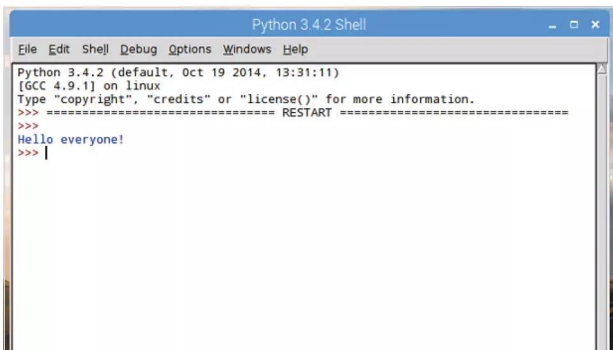 Python 3.4.2 Shell
File Edit Shell Debug Options Windows Help
Python 3.4.2 (default, Oct 19 2014, 13:31:11)
[GCC 4.9.1] on linux
Type "copyright", "credits" or "license()" for more information.
>>> ================================ RESTART ================================
>>>
Hello everyone!
>>>